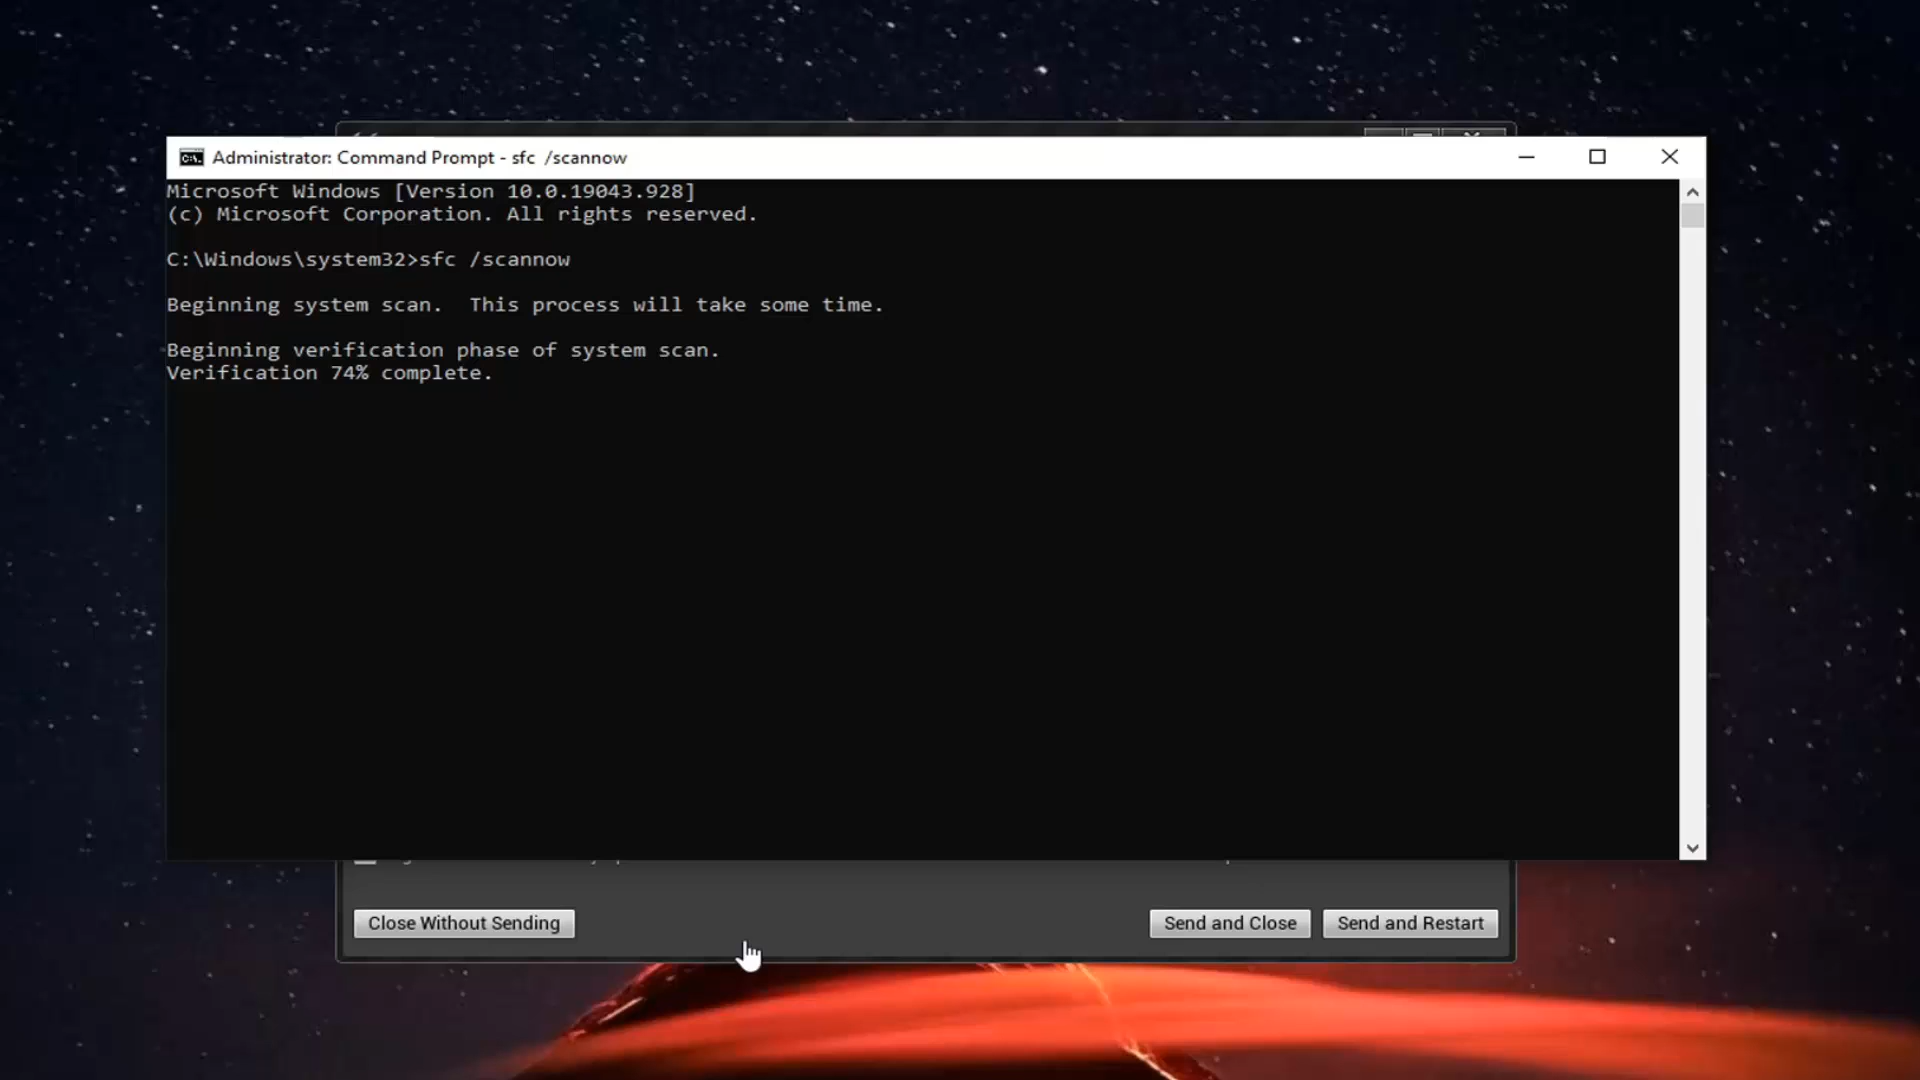 Administrator: Command Prompt - sfc  /scannow
Microsoft Windows [Version 10.0.19043.928]
(c) Microsoft Corporation. All rights reserved.
C:\Windows\system32>sfc /scannow
Beginning system scan.  This process will take some time.
Beginning verification phase of system scan.
Verification 74% complete.
Close Without Sending
Send and Close
Send and Restart